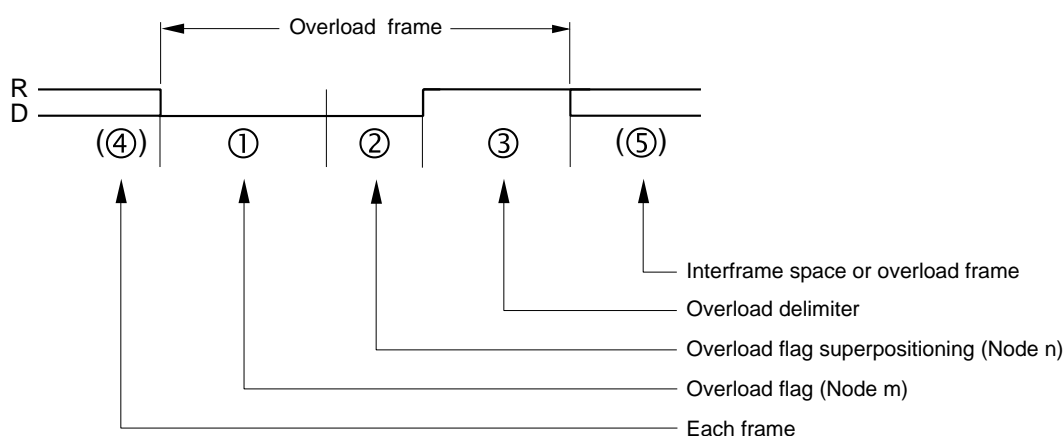 Overload frame
R
D
(④) ① ② ③ (⑤)
Interframe space or overload frame
Overload delimiter
Overload flag superpositioning (Node n)
Overload flag (Node m)
Each frame